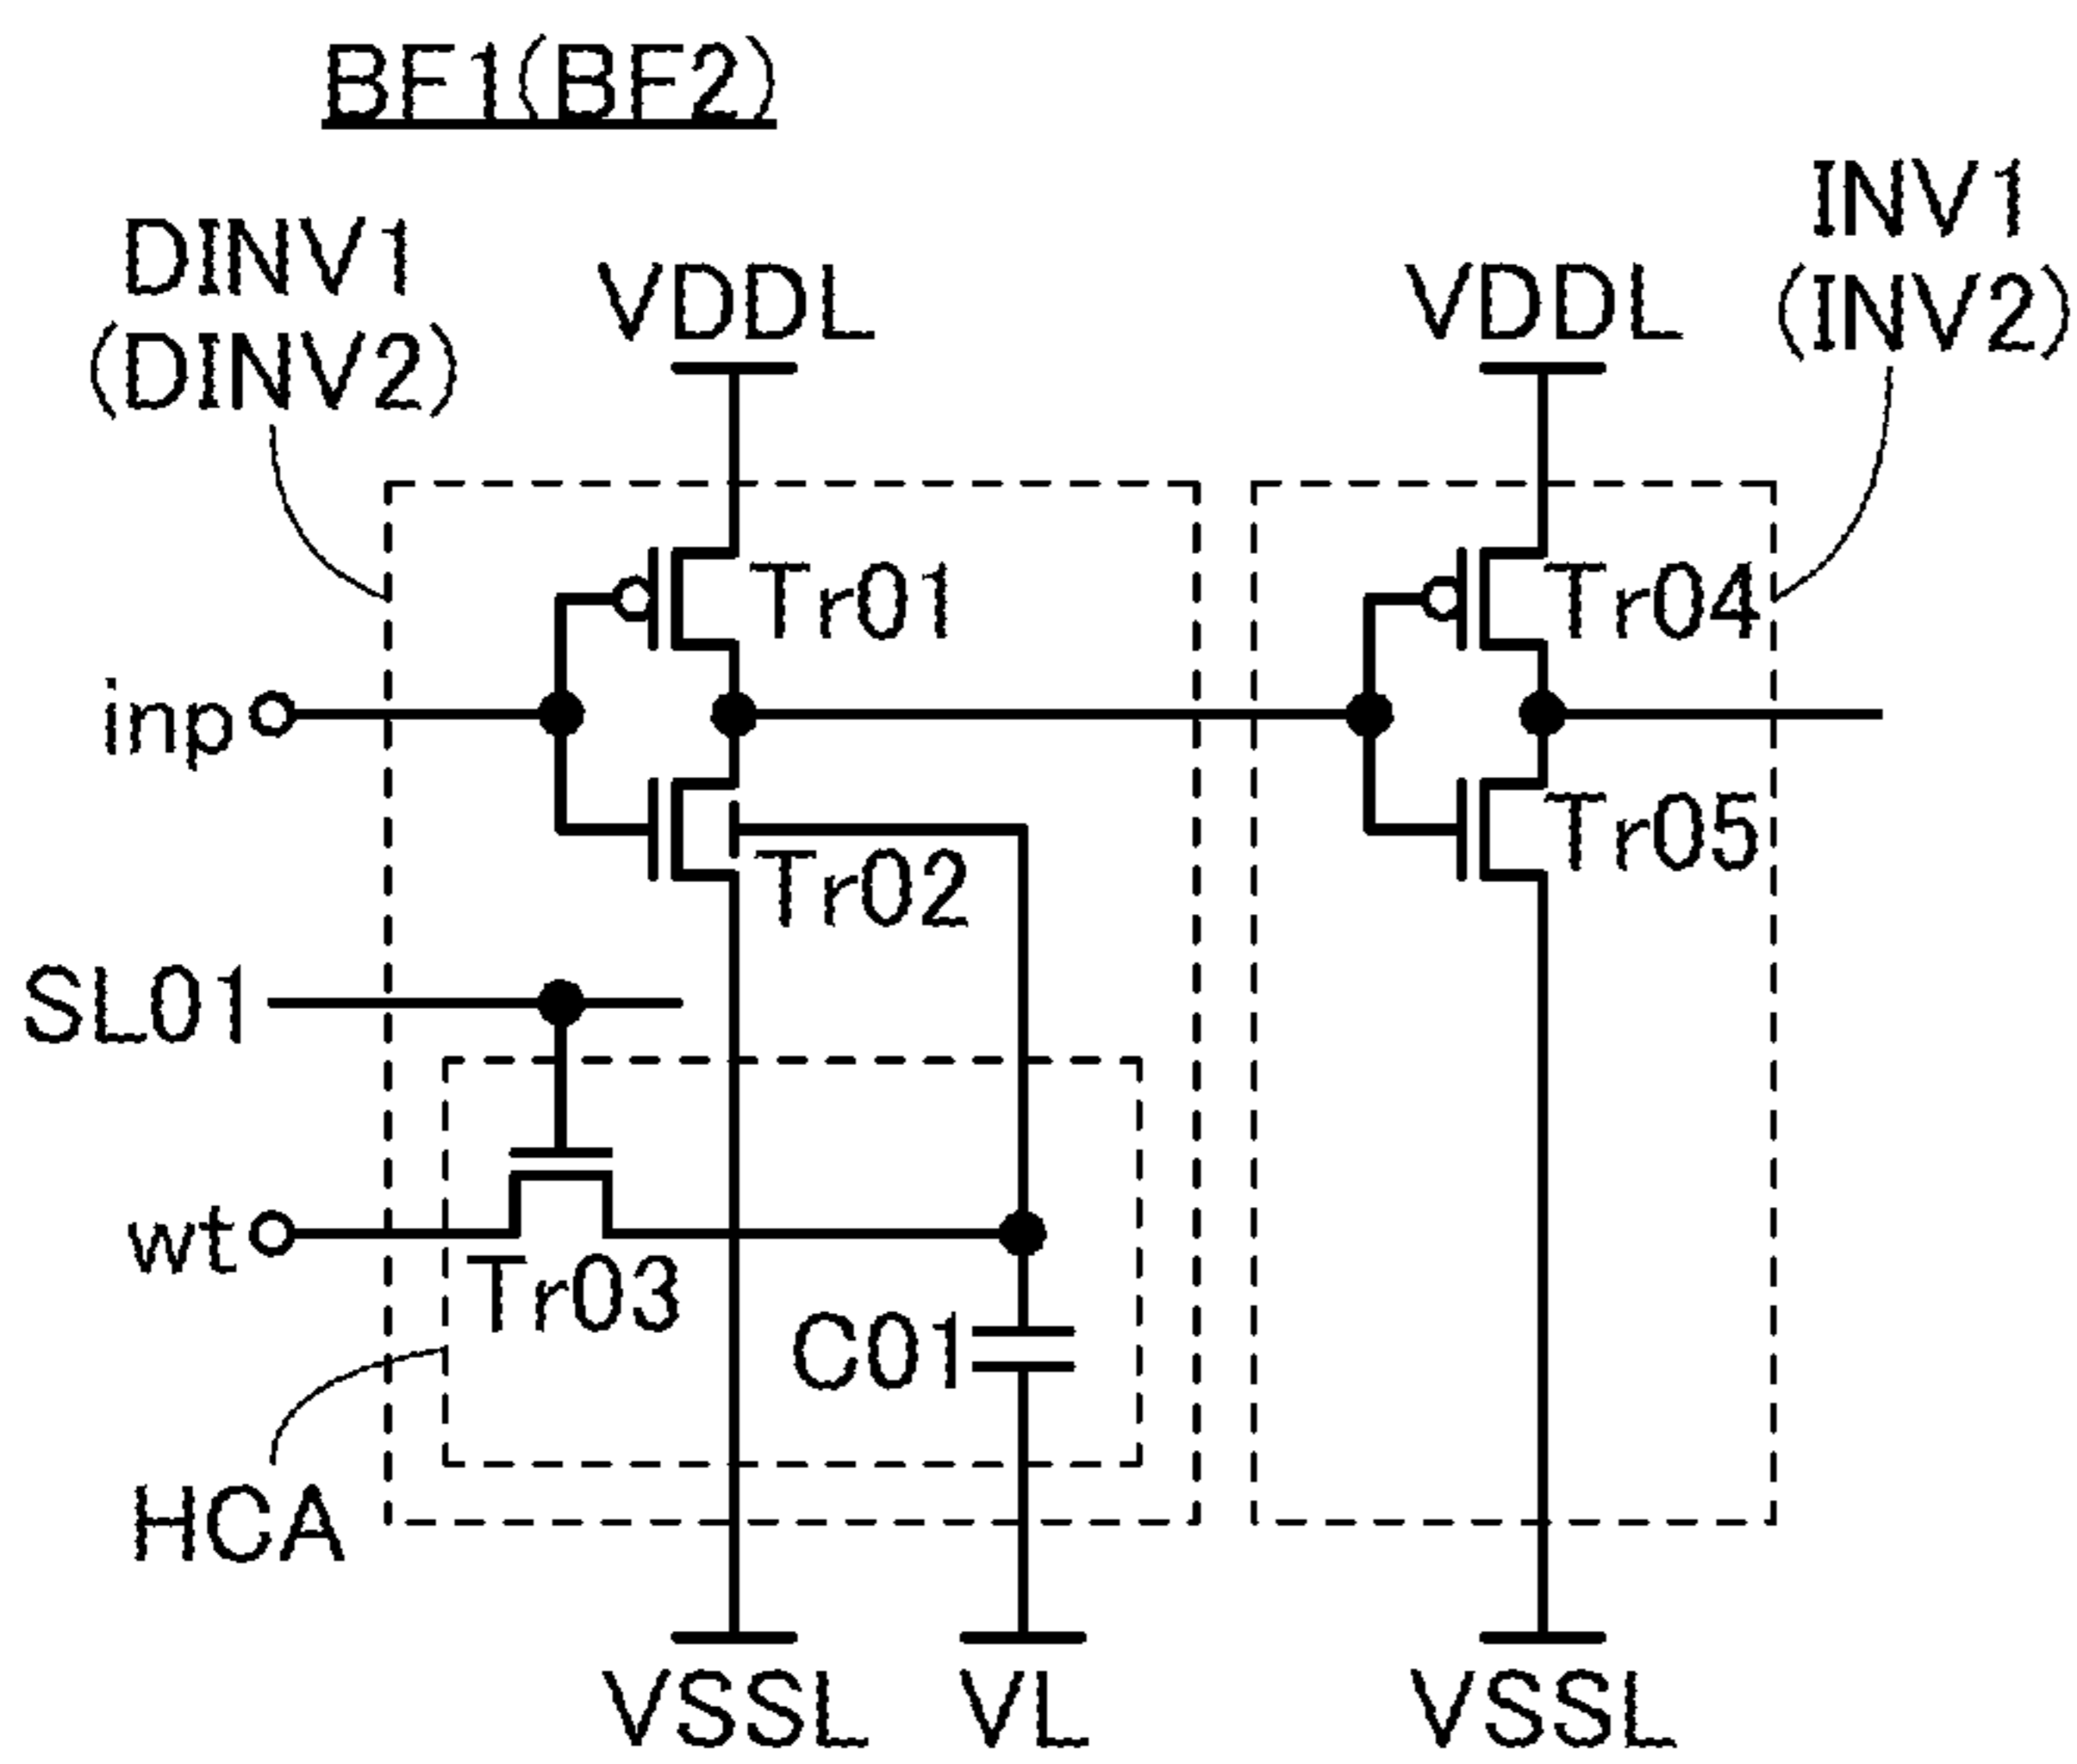 BF1(BF2)
DINV1
(DINV2)
VDDL
VDDL
INV1
(INV2)
Tr01
Tr04
inp
Tr02
Tr05
SL01
wt
Tr03
C01
HCA
VSSL
VL
VSSL